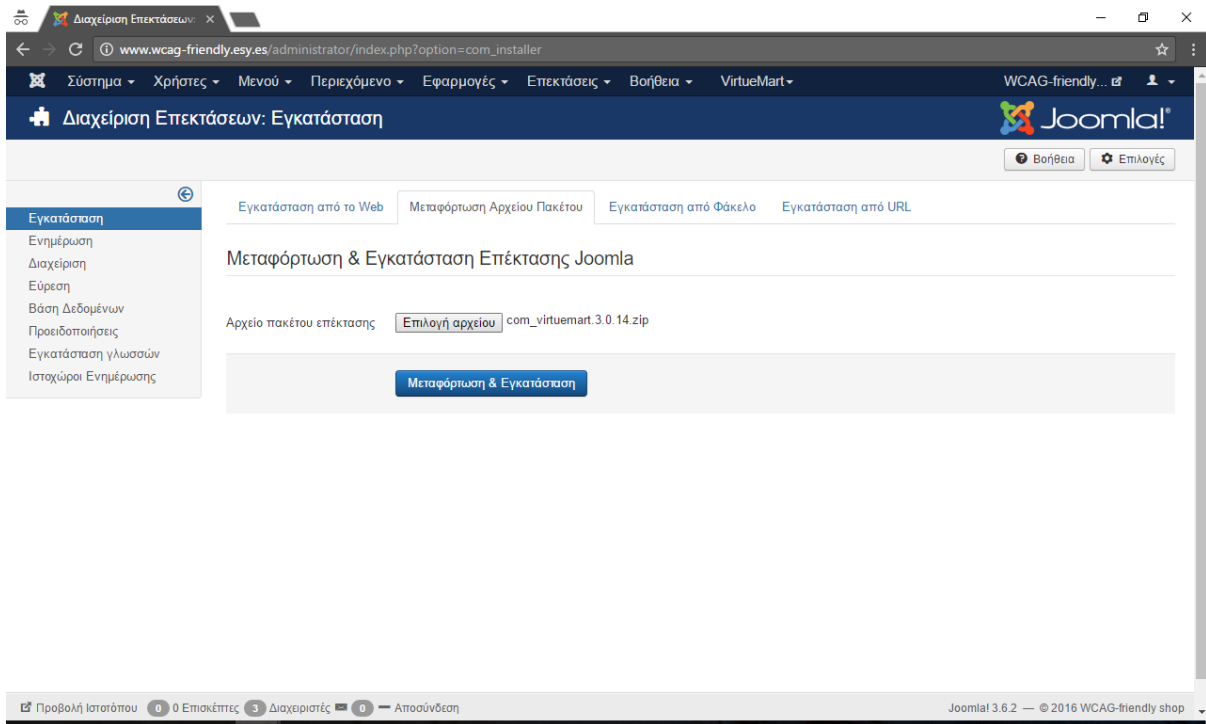 Διαχείριση Επεκτάσεων:
www.wcag-friendly.esy.es/administrator/index.php?option=com_installer
Σύστημα Χρήστες Μενού Περιεχόμενο Εφαρμογές Επεκτάσεις Βοήθεια VirtueMart WCAG-friendly...
Διαχείριση Επεκτάσεων: Εγκατάσταση
Joomla!®
Βοήθεια Επιλογές
Εγκατάσταση
Ενημέρωση
Διαχείριση
Εύρεση
Βάση Δεδομένων
Προειδοποιήσεις
Εγκατάσταση γλωσσών
Ιστοχώροι Ενημέρωσης
Εγκατάσταση από το Web Μεταφόρτωση Αρχείου Πακέτου Εγκατάσταση από Φάκελο Εγκατάσταση από URL
Μεταφόρτωση & Εγκατάσταση Επέκτασης Joomla
Αρχείο πακέτου επέκτασης Επιλογή αρχείου com_virtuemart.3.0.14.zip
Μεταφόρτωση & Εγκατάσταση
Προβολή Ιστοτόπου 0 0 Επισκέπτες 3 Διαχειριστές 0 Αποσύνδεση
Joomla! 3.6.2 — © 2016 WCAG-friendly shop